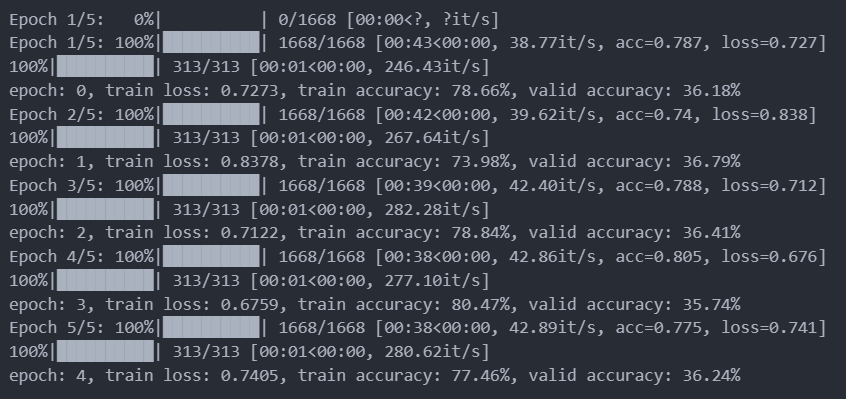 Epoch 1/5:   0%|          | 0/1668 [00:00<?, ?it/s]
Epoch 1/5: 100%|██████████| 1668/1668 [00:43<00:00, 38.77it/s, acc=0.787, loss=0.727]
100%|██████████| 313/313 [00:01<00:00, 246.43it/s]
epoch: 0, train loss: 0.7273, train accuracy: 78.66%, valid accuracy: 36.18%
Epoch 2/5: 100%|██████████| 1668/1668 [00:42<00:00, 39.62it/s, acc=0.74, loss=0.838]
100%|██████████| 313/313 [00:01<00:00, 267.64it/s]
epoch: 1, train loss: 0.8378, train accuracy: 73.98%, valid accuracy: 36.79%
Epoch 3/5: 100%|██████████| 1668/1668 [00:39<00:00, 42.40it/s, acc=0.788, loss=0.712]
100%|██████████| 313/313 [00:01<00:00, 282.28it/s]
epoch: 2, train loss: 0.7122, train accuracy: 78.84%, valid accuracy: 36.41%
Epoch 4/5: 100%|██████████| 1668/1668 [00:38<00:00, 42.86it/s, acc=0.805, loss=0.676]
100%|██████████| 313/313 [00:01<00:00, 277.10it/s]
epoch: 3, train loss: 0.6759, train accuracy: 80.47%, valid accuracy: 35.74%
Epoch 5/5: 100%|██████████| 1668/1668 [00:38<00:00, 42.89it/s, acc=0.775, loss=0.741]
100%|██████████| 313/313 [00:01<00:00, 280.62it/s]
epoch: 4, train loss: 0.7405, train accuracy: 77.46%, valid accuracy: 36.24%